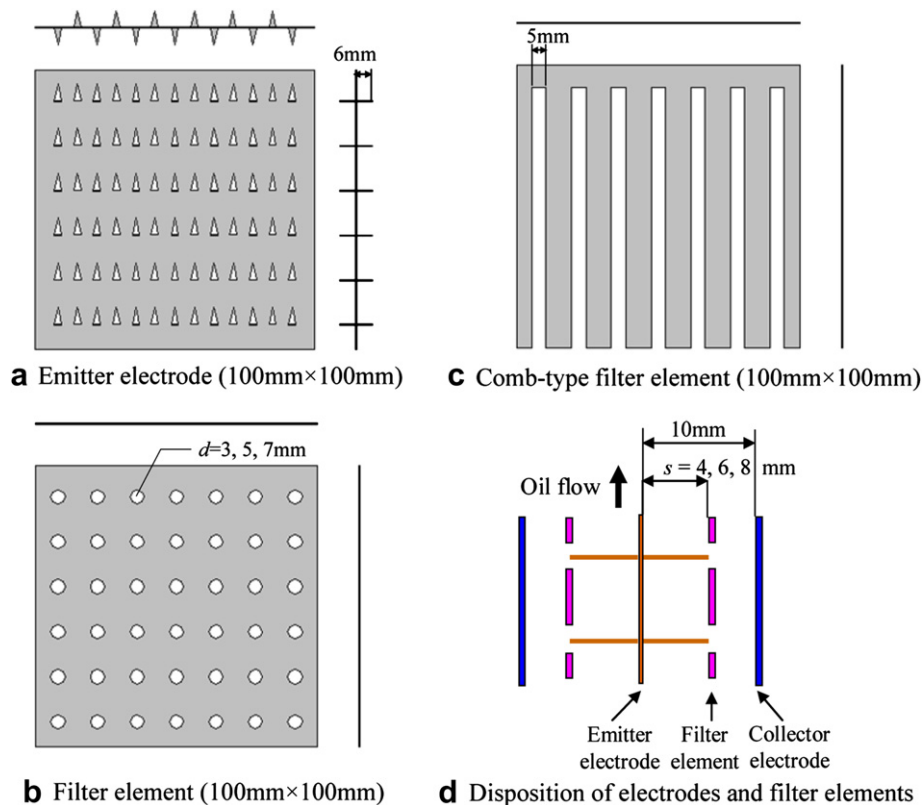 6mm
5mm
a Emitter electrode (100mm×100mm)
c Comb-type filter element (100mm×100mm)
d=3, 5, 7mm
b Filter element (100mm×100mm)
10mm
s = 4, 6, 8 mm
Oil flow
Emitter electrode
Filter element
Collector electrode
d Disposition of electrodes and filter elements